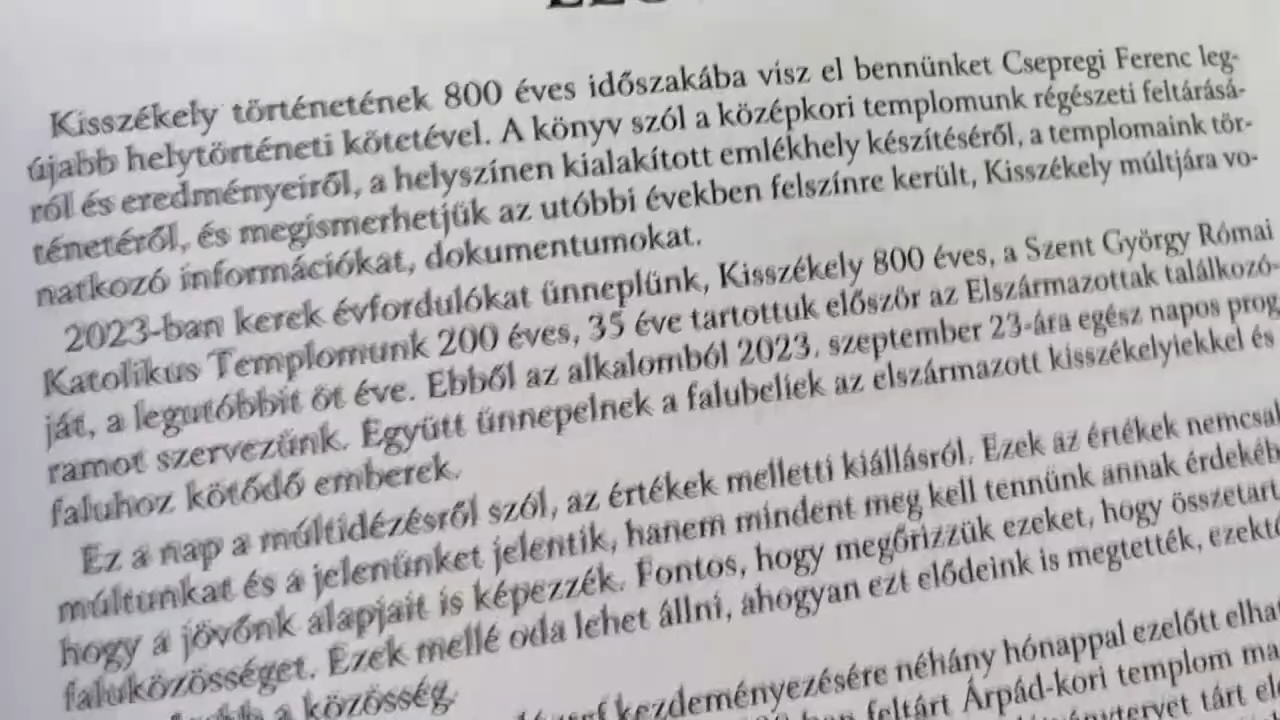 Kisszékely történetének 800 éves időszakába visz el bennünket Csepregi Ferenc leg-
újabb helytörténeti kötetével. A könyv szól a középkori templomunk régészeti feltárásá-
ról és eredményeiről, a helyszínen kialakított emlékhely készítéséről, a templomaink tör-
ténetéről, és megismerhetjük az utóbbi években felszínre került, Kisszékely múltjára vo-
natkozó információkat, dokumentumokat.
2023-ban kerek évfordulókat ünneplünk, Kisszékely 800 éves, a Szent György Római
Katolikus Templomunk 200 éves, 35 éve tartottuk először az Elszármazottak találkozó-
ját, a legutóbbit öt éve. Ebből az alkalomból 2023. szeptember 23-ára egész napos prog
ramot szervezünk. Együtt ünnepelnek a falubeliek az elszármazott kisszékelyiekkel és
faluhoz kötődő emberek.
Ez a nap a múltidézésről szól, az értékek melletti kiállásról. Ezek az értékek nemcsak
múltunkat és a jelenünket jelentik, hanem mindent meg kell tennünk annak érdekéb
hogy a jövőnk alapjait is képezzék. Fontos, hogy megőrizzük ezeket, hogy összetart
faluközösséget. Ezek mellé oda lehet állni, ahogyan ezt elődeink is megtették, ezektő
a közösség.
kezdeményezésére néhány hónappal ezelőtt elha
feltárt Árpád-kori templom ma
tárt el